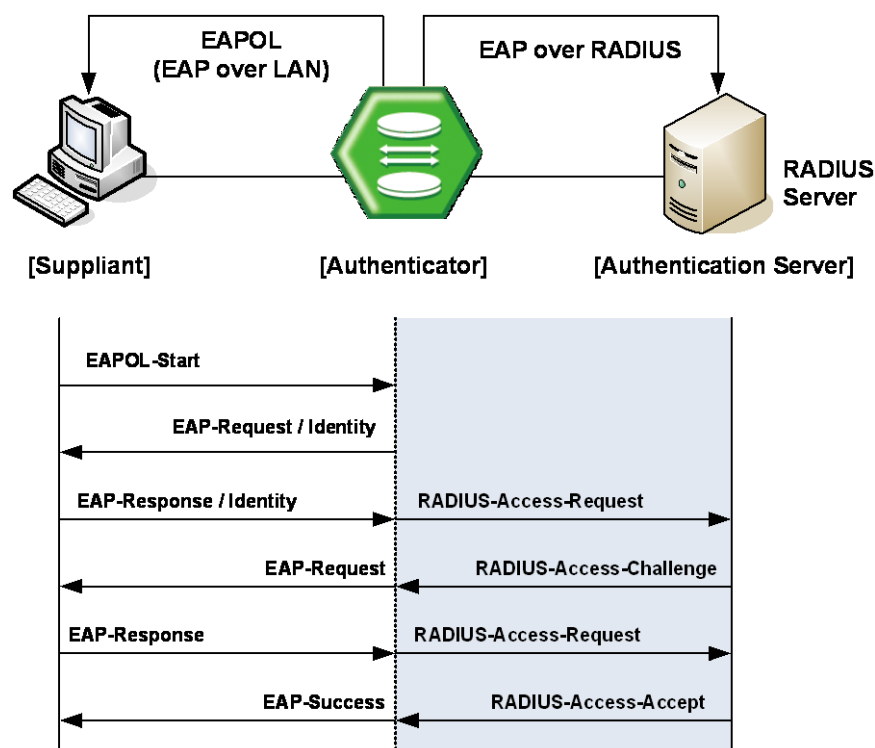 EAPOL
(EAP over LAN)
EAP over RADIUS
RADIUS
Server
[Suppliant]
[Authenticator]
[Authentication Server]
EAPOL-Start
EAP-Request / Identity
EAP-Response / Identity
RADIUS-Access-Request
EAP-Request
RADIUS-Access-Challenge
EAP-Response
RADIUS-Access-Request
EAP-Success
RADIUS-Access-Accept